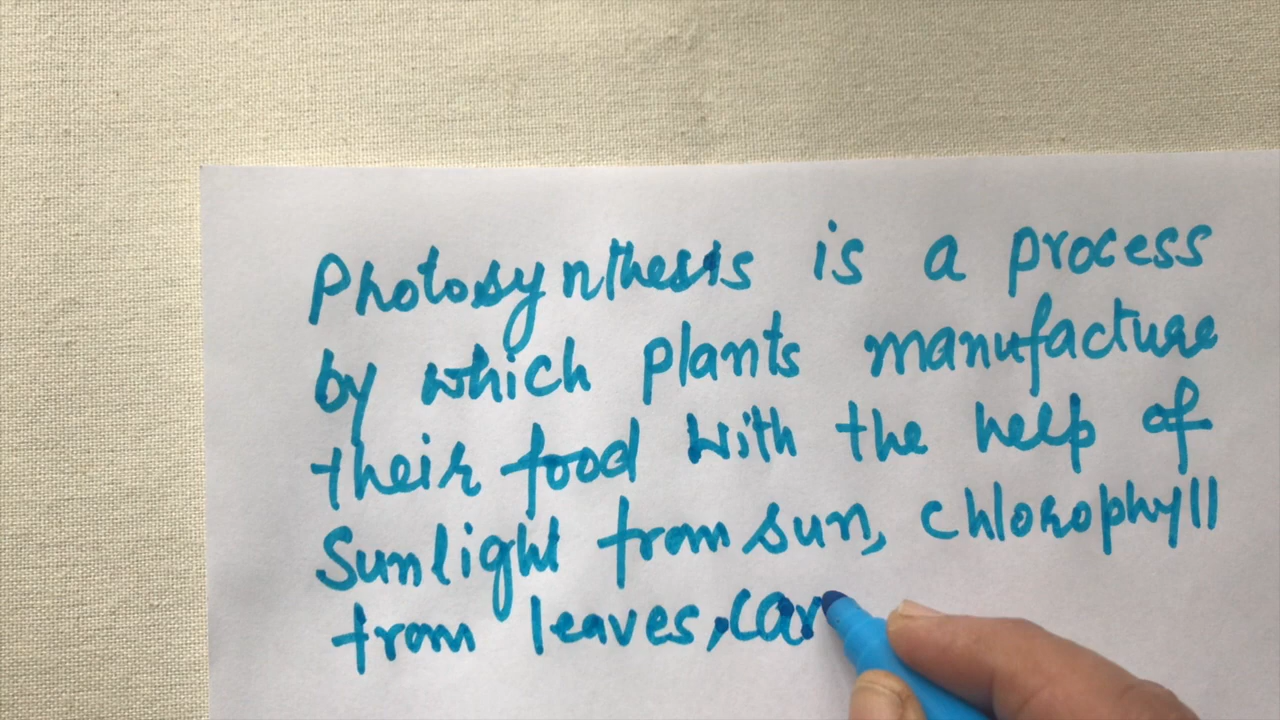 Photosynthesis is a process
by which plants manufacture
their food with the help of
Sunlight from sun, chlorophyll
from leaves, car